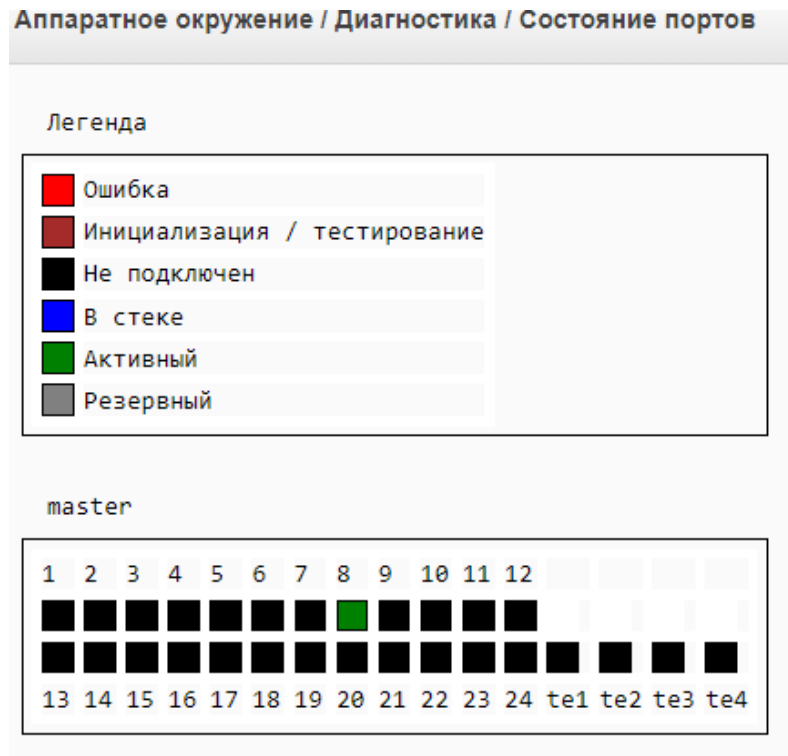 Аппаратное окружение / Диагностика / Состояние портов
Легенда
Ошибка
Инициализация / тестирование
Не подключен
В стеке
Активный
Резервный
master
1 2 3 4 5 6 7 8 9 10 11 12
13 14 15 16 17 18 19 20 21 22 23 24 te1 te2 te3 te4